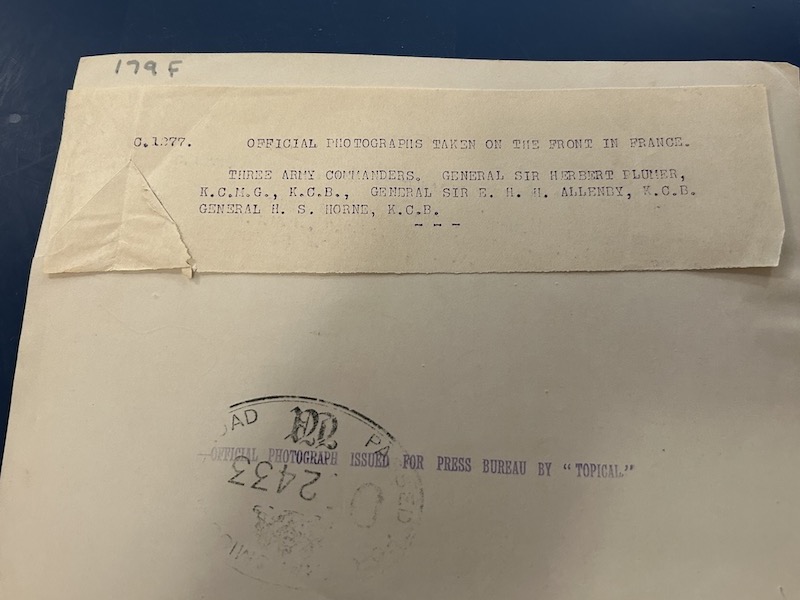 179 F
C.1277. OFFICIAL PHOTOGRAPHS TAKEN ON THE FRONT IN FRANCE.
THREE ARMY COMMANDERS. GENERAL SIR HERBERT PLUMER,
K.C.M.G., K.C.B., GENERAL SIR E. H. H. ALLENBY, K.C.B.
GENERAL H. S. HORNE, K.C.B.
- - -
OFFICIAL PHOTOGRAPH ISSUED FOR PRESS BUREAU BY "TOPICAL"
2433